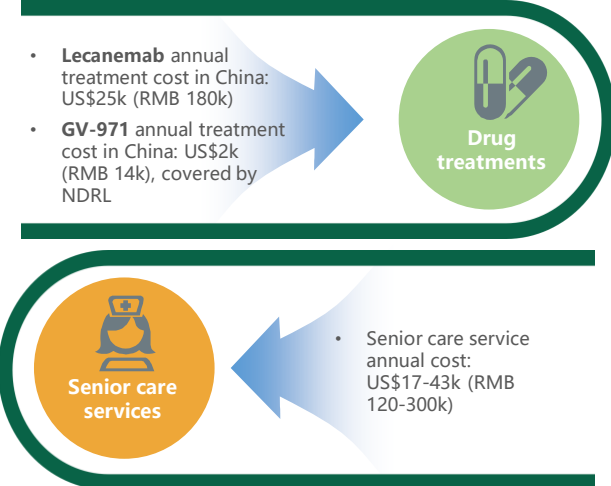 • Lecanemab annual
treatment cost in China:
US$25k (RMB 180k)
• GV-971 annual treatment
cost in China: US$2k
(RMB 14k), covered by
NDRL
Drug
treatments
Senior care
services
• Senior care service
annual cost:
US$17-43k (RMB
120-300k)